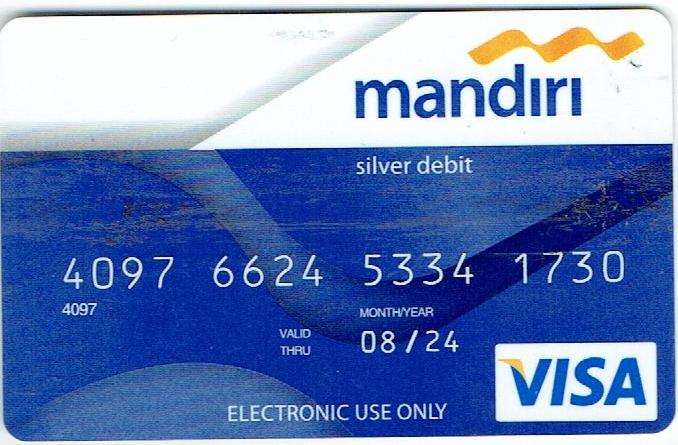 mandiri
silver debit
4097 6624 5334 1730
4097
MONTH/YEAR
VALID THRU 08/24
VISA
ELECTRONIC USE ONLY